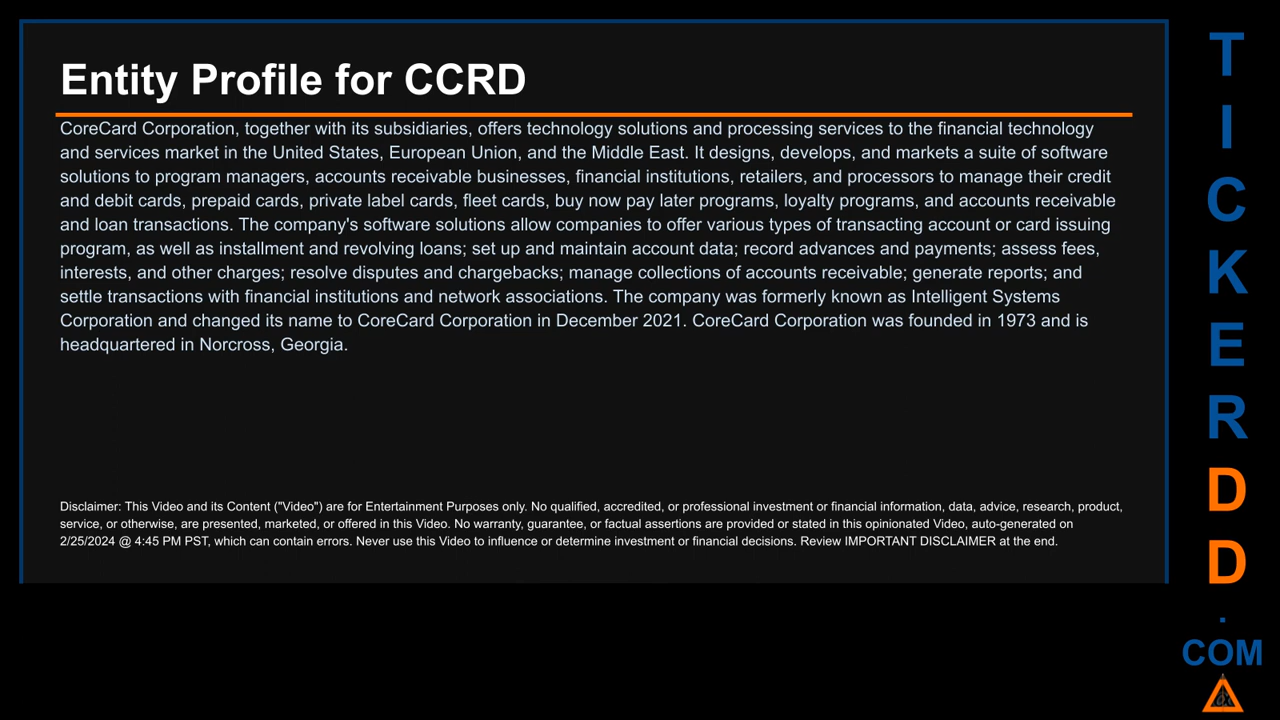 Entity Profile for CCRD
CoreCard Corporation, together with its subsidiaries, offers technology solutions and processing services to the financial technology
and services market in the United States, European Union, and the Middle East. It designs, develops, and markets a suite of software
solutions to program managers, accounts receivable businesses, financial institutions, retailers, and processors to manage their credit
and debit cards, prepaid cards, private label cards, fleet cards, buy now pay later programs, loyalty programs, and accounts receivable
and loan transactions. The company's software solutions allow companies to offer various types of transacting account or card issuing
program, as well as installment and revolving loans; set up and maintain account data; record advances and payments; assess fees,
interests, and other charges; resolve disputes and chargebacks; manage collections of accounts receivable; generate reports; and
settle transactions with financial institutions and network associations. The company was formerly known as Intelligent Systems
Corporation and changed its name to CoreCard Corporation in December 2021. CoreCard Corporation was founded in 1973 and is
headquartered in Norcross, Georgia.
Disclaimer: This Video and its Content ("Video") are for Entertainment Purposes only. No qualified, accredited, or professional investment or financial information, data, advice, research, product,
service, or otherwise, are presented, marketed, or offered in this Video. No warranty, guarantee, or factual assertions are provided or stated in this opinionated Video, auto-generated on
2/25/2024 @ 4:45 PM PST, which can contain errors. Never use this Video to influence or determine investment or financial decisions. Review IMPORTANT DISCLAIMER at the end.
T
I
C
K
E
R
D
D
.
COM